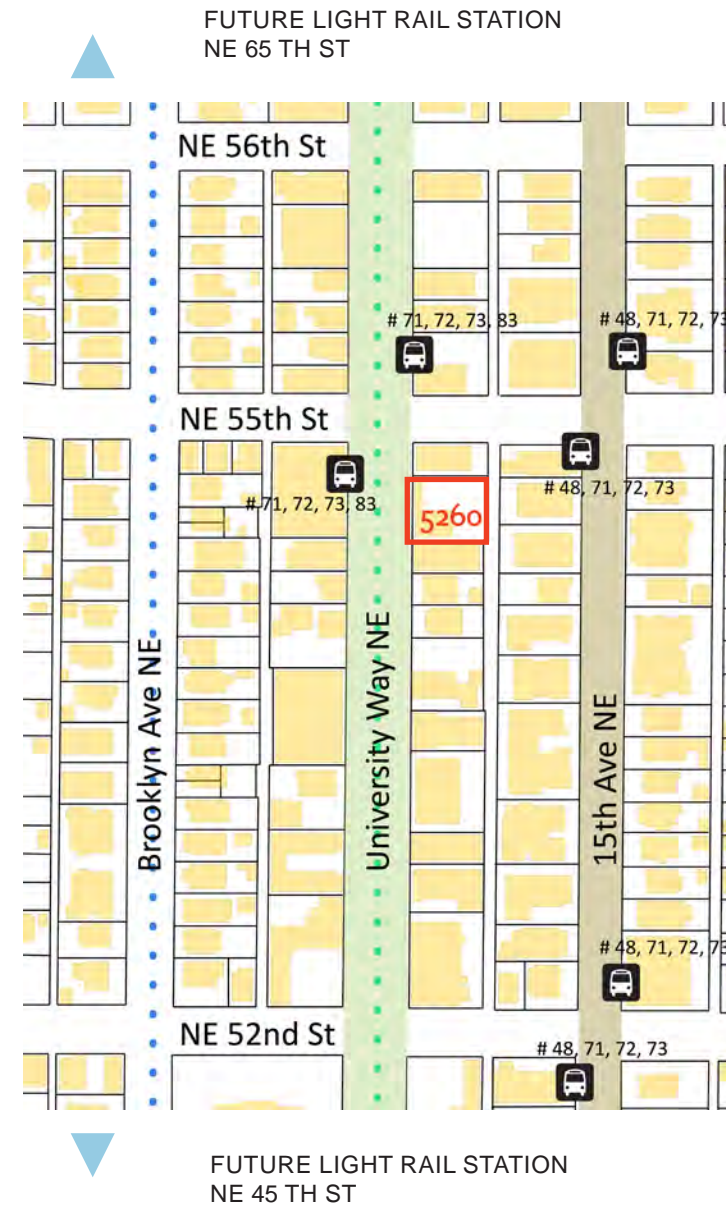 FUTURE LIGHT RAIL STATION
NE 65 TH ST
NE 56th St
# 71, 72, 73, 83
# 48, 71, 72, 73
NE 55th St
# 71, 72, 73, 83
# 48, 71, 72, 73
5260
Brooklyn Ave NE
University Way NE
15th Ave NE
# 48, 71, 72, 73
NE 52nd St
# 48, 71, 72, 73
FUTURE LIGHT RAIL STATION
NE 45 TH ST